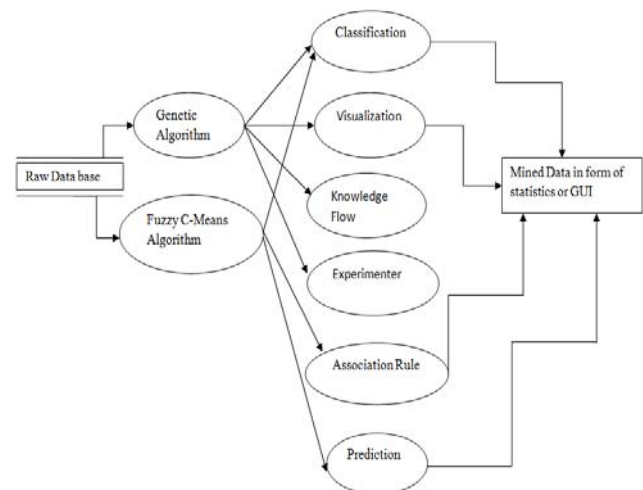 Classification
Genetic
Algorithm
Visualization
Raw Data base
Mined Data in form of
statistics or GUI
Knowledge
Flow
Fuzzy C-Means
Algorithm
Experimenter
Association Rule
Prediction